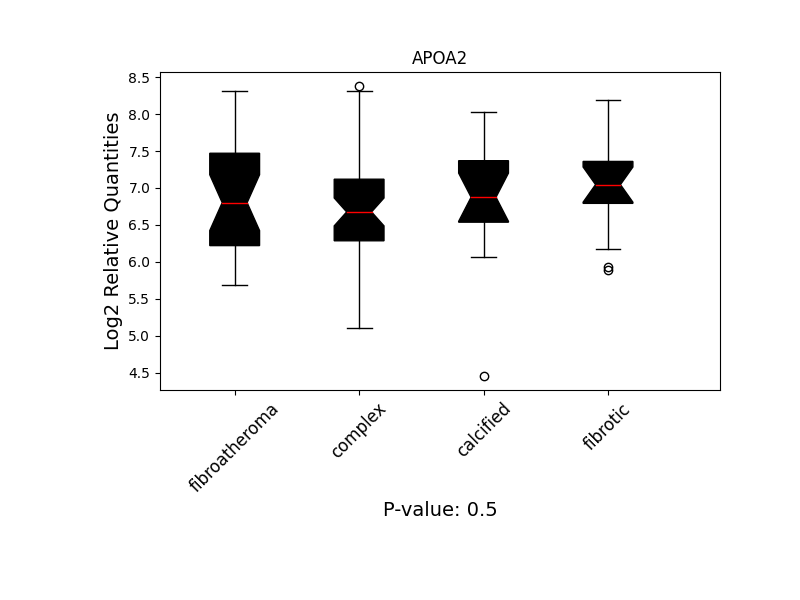 APOA2
Log2 Relative Quantities
8.5
8.0
7.5
7.0
6.5
6.0
5.5
5.0
4.5
fibroatheroma
complex
calcified
fibrotic
P-value: 0.5